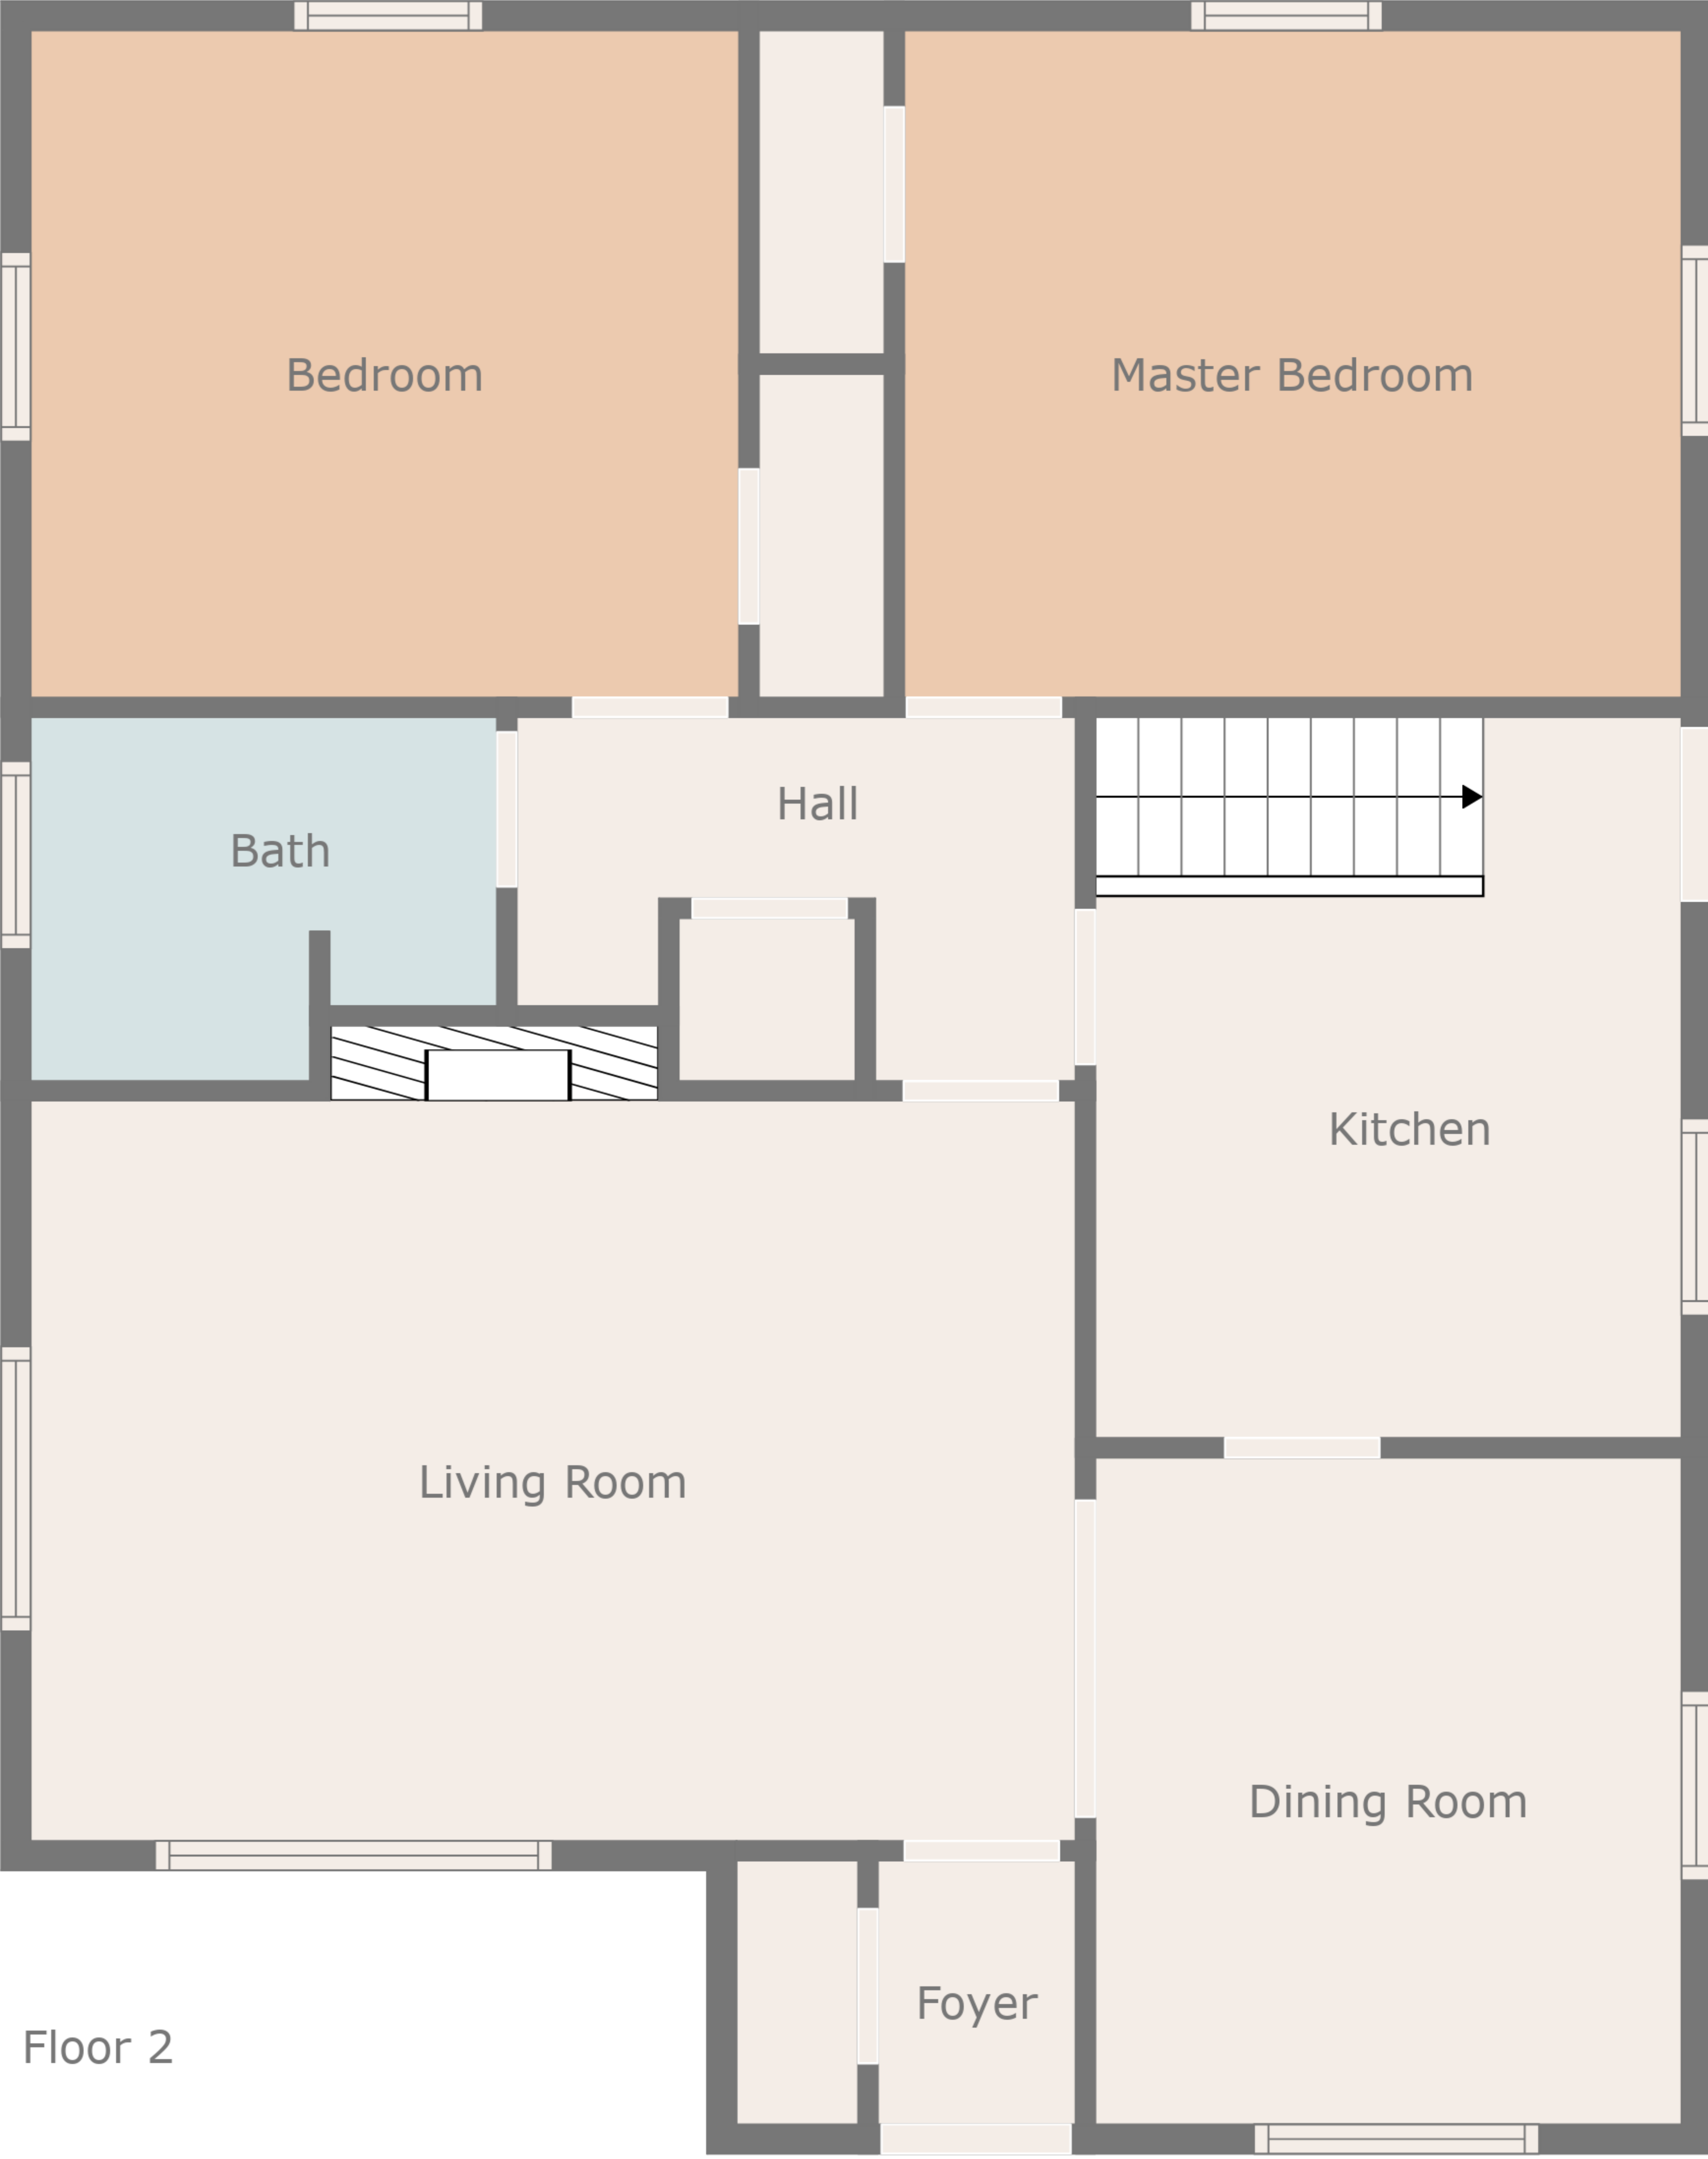 Bedroom
Master Bedroom
Hall
Bath
Kitchen
Living Room
Dining Room
Foyer
Floor 2